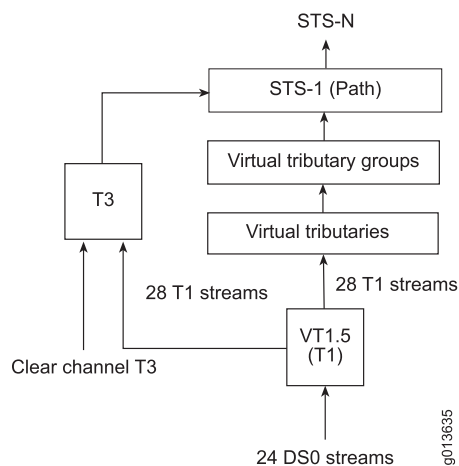 STS-N
STS-1 (Path)
Virtual tributary groups
T3
Virtual tributaries
28 T1 streams
28 T1 streams
VT1.5
(T1)
Clear channel T3
24 DS0 streams
g013635